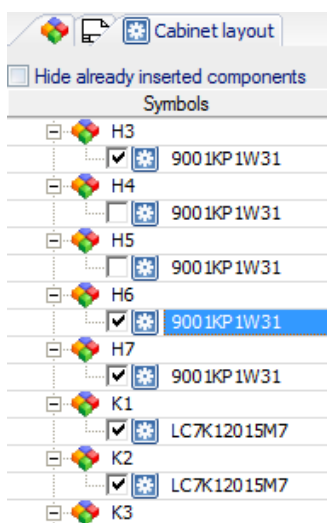 Cabinet layout
Hide already inserted components
Symbols
H3
9001KP1W31
H4
9001KP1W31
H5
9001KP1W31
H6
9001KP1W31
H7
9001KP1W31
K1
LC7K12015M7
K2
LC7K12015M7
K3